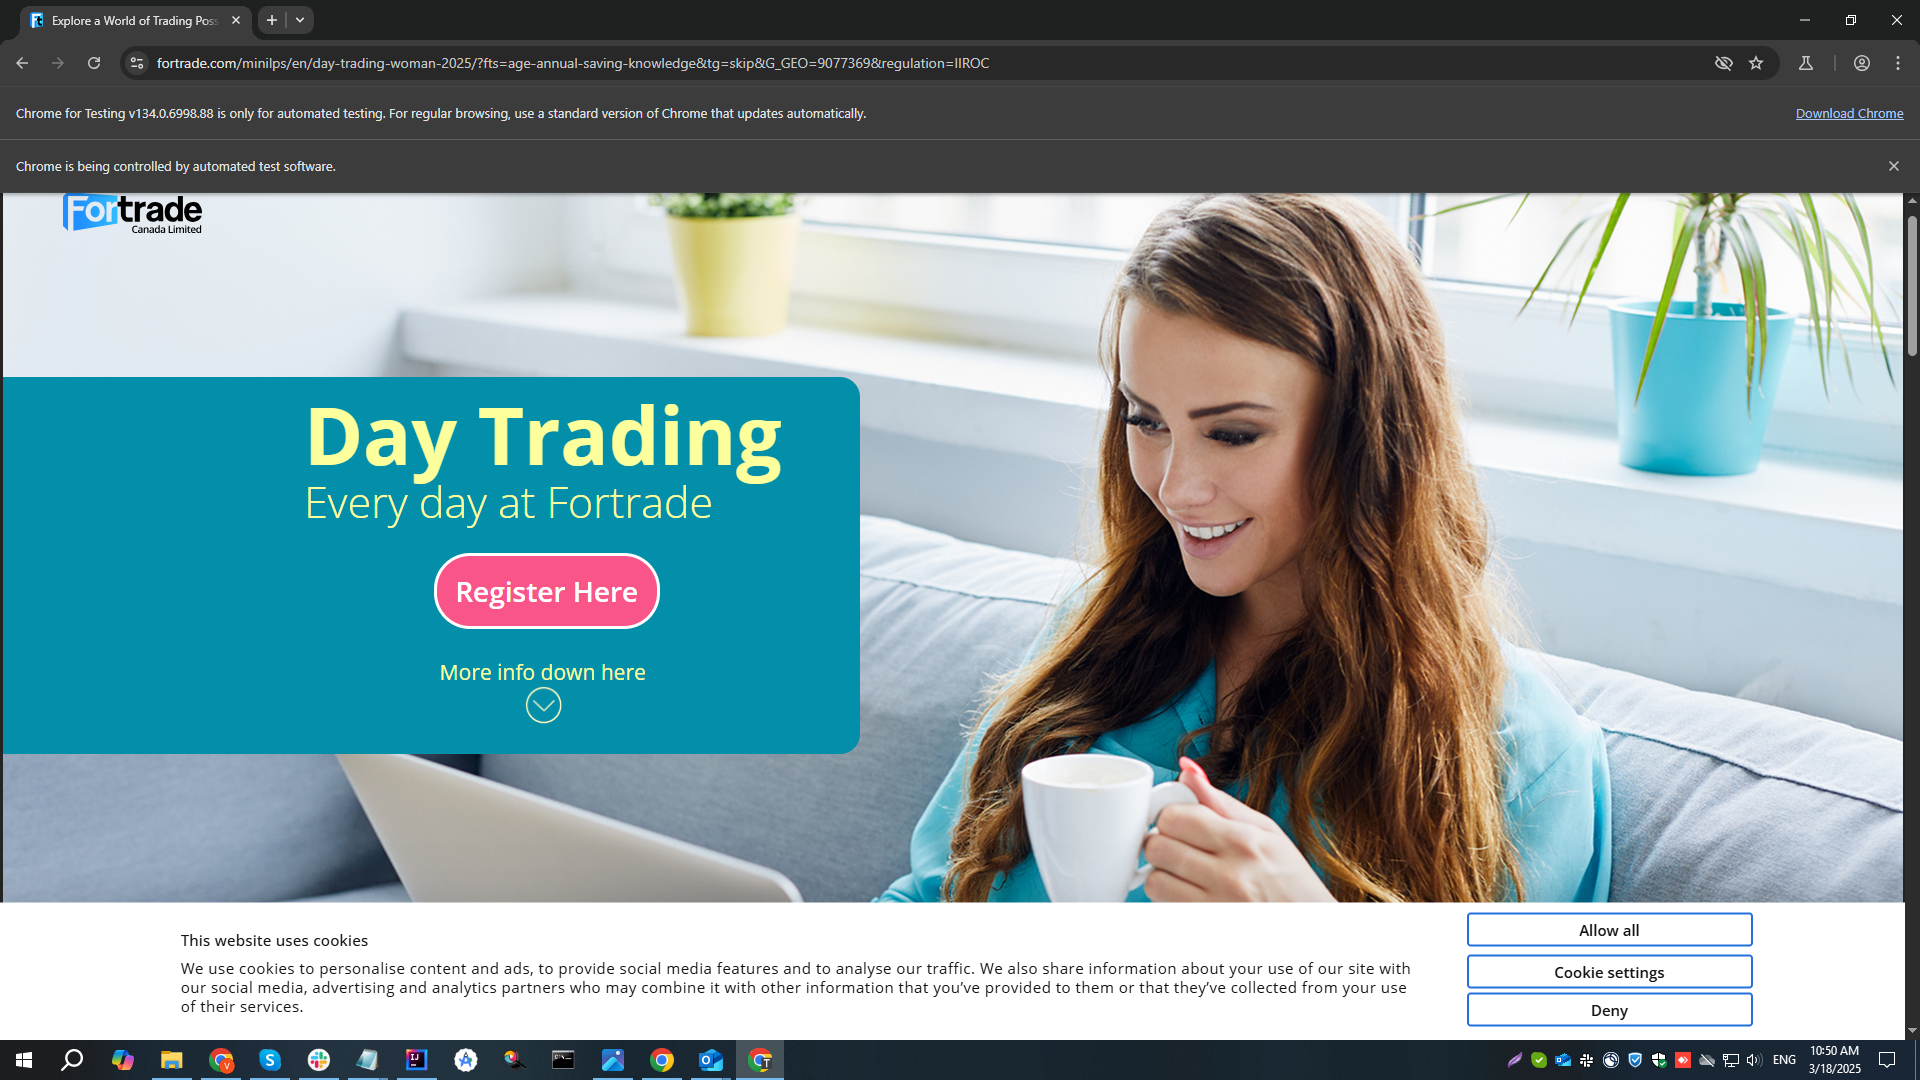 Explore a World of Trading Pos
fortrade.com/minilps/en/day-trading-woman-2025/?fts=age-annual-saving-knowledge&tg=skip&G_GEO=9077369&regulation=IIROC
Chrome for Testing v134.0.6998.88 is only for automated testing. For regular browsing, use a standard version of Chrome that updates automatically.
Download Chrome
Chrome is being controlled by automated test software.
Fortrade
Canada Limited
Day Trading
Every day at Fortrade
Register Here
More info down here
This website uses cookies
We use cookies to personalise content and ads, to provide social media features and to analyse our traffic. We also share information about your use of our site with
our social media, advertising and analytics partners who may combine it with other information that you've provided to them or that they've collected from your use
of their services.
Allow all
Cookie settings
Deny
ENG
10:50 AM
3/18/2025